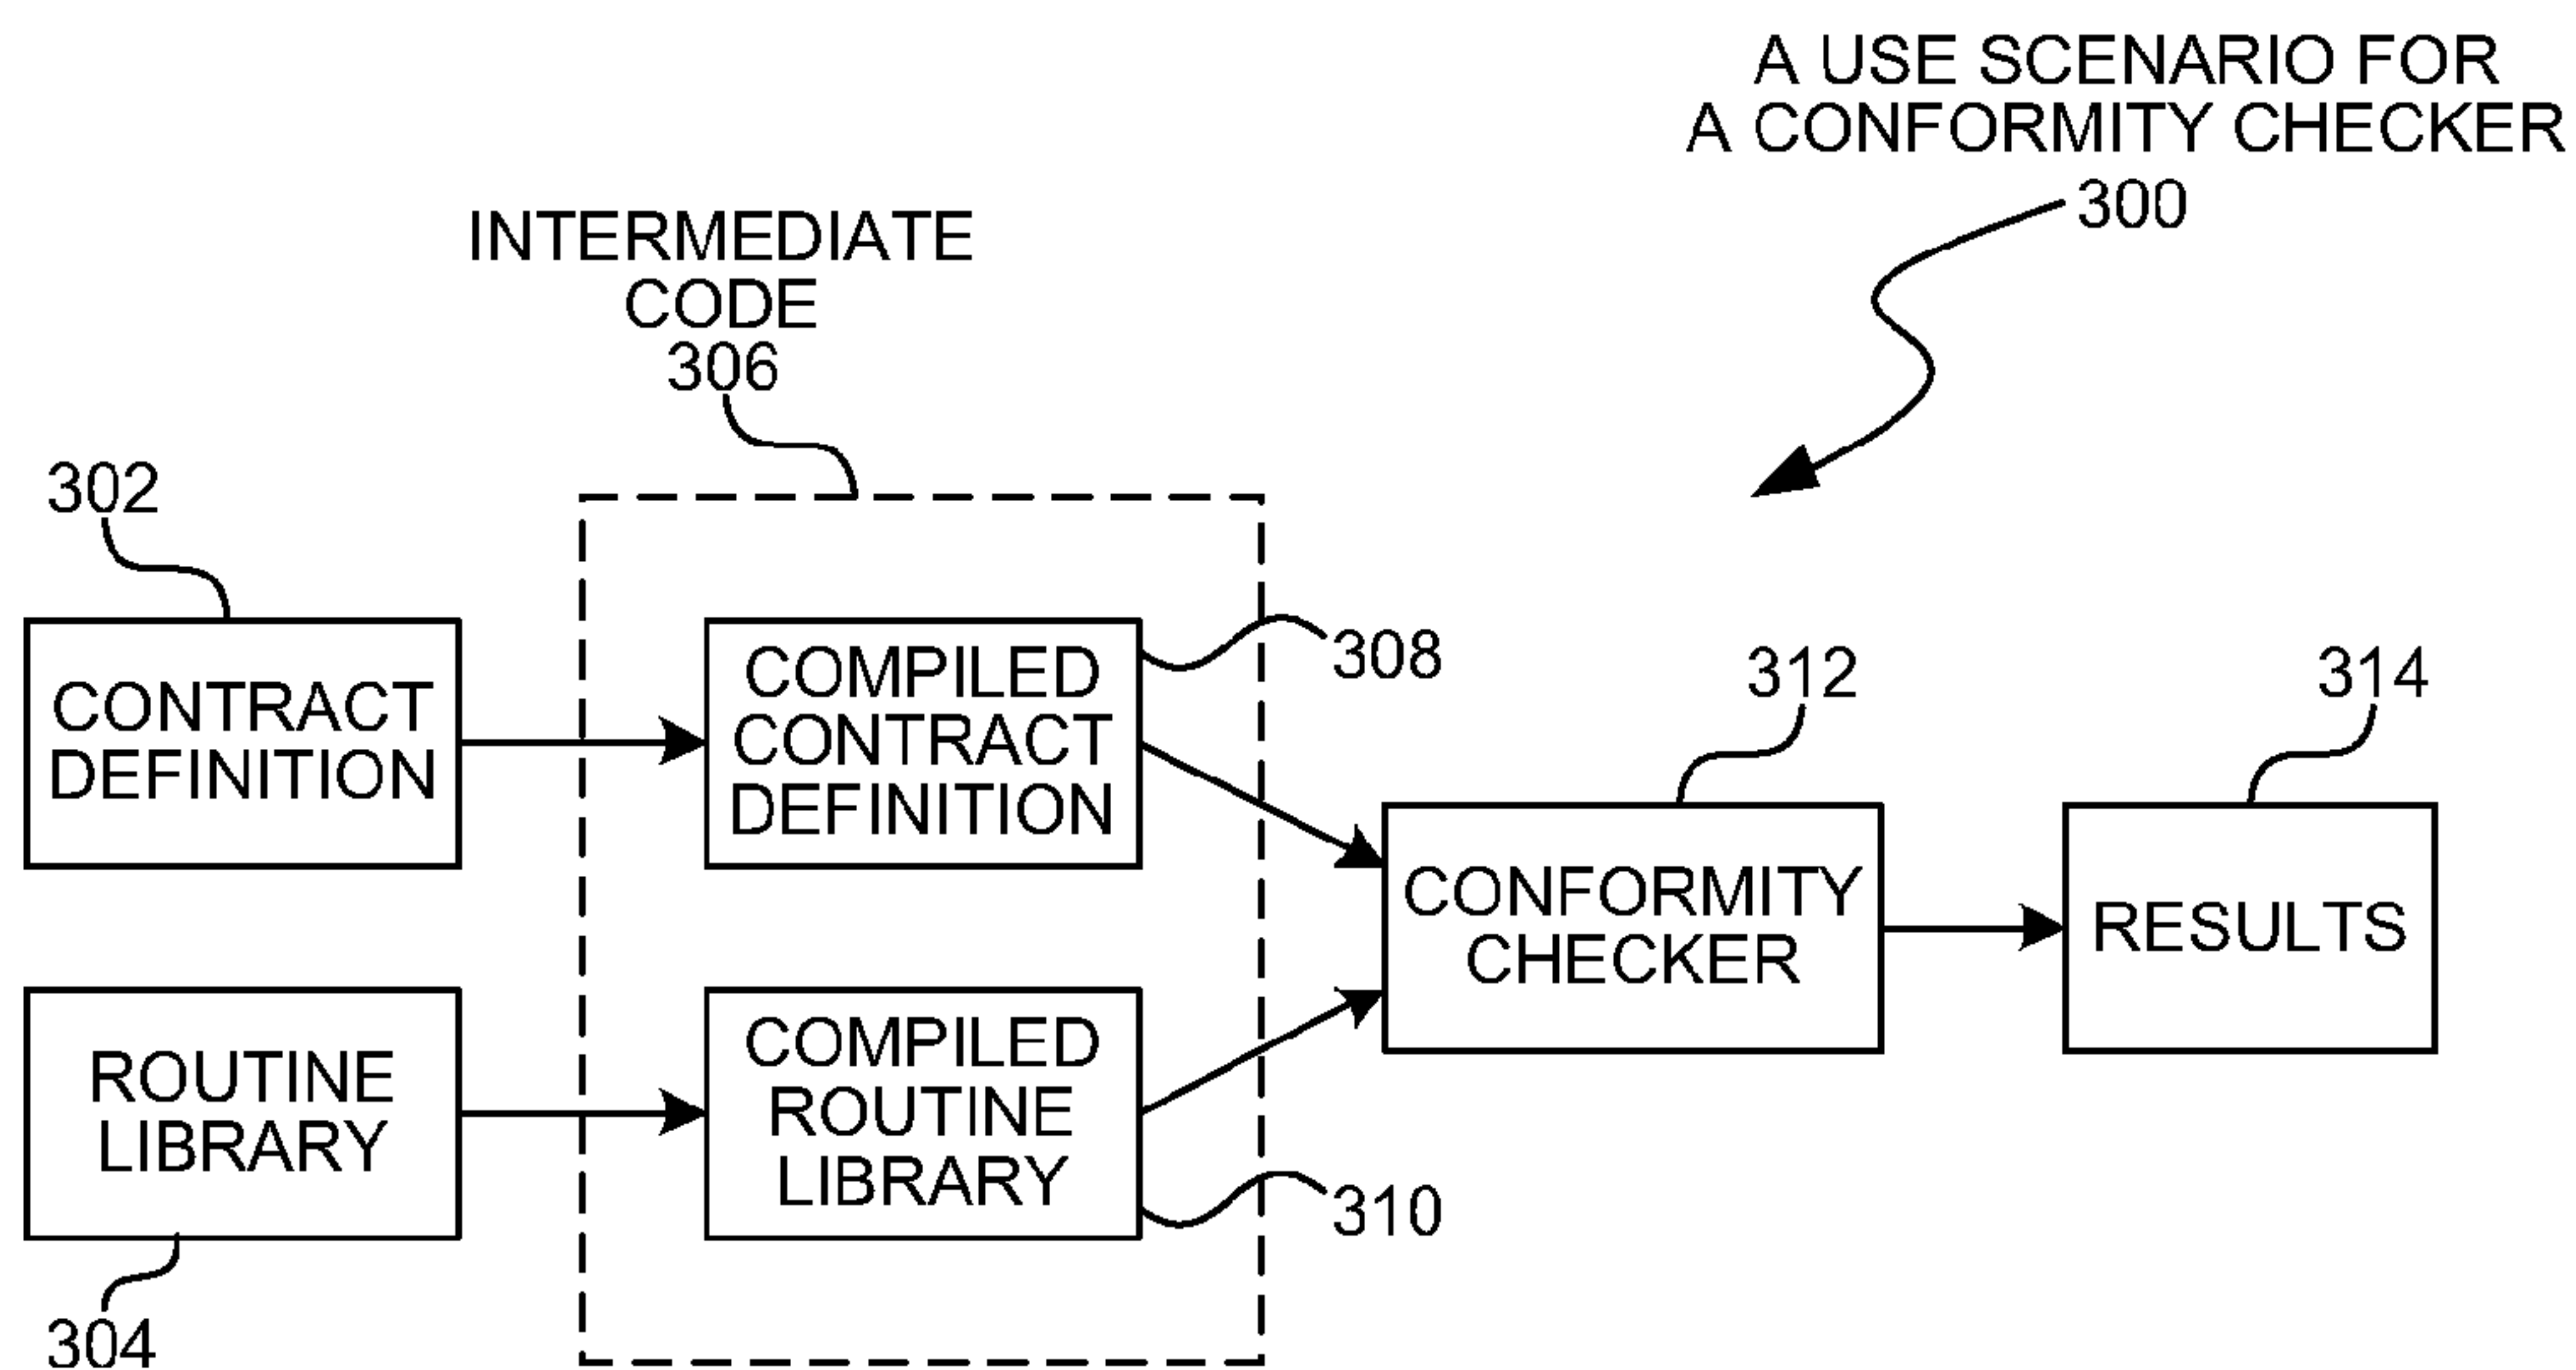 A USE SCENARIO FOR
A CONFORMITY CHECKER
300
INTERMEDIATE
CODE
306
302
CONTRACT
DEFINITION
COMPILED
CONTRACT
DEFINITION
308
312
CONFORMITY
CHECKER
314
RESULTS
ROUTINE
LIBRARY
304
COMPILED
ROUTINE
LIBRARY
310